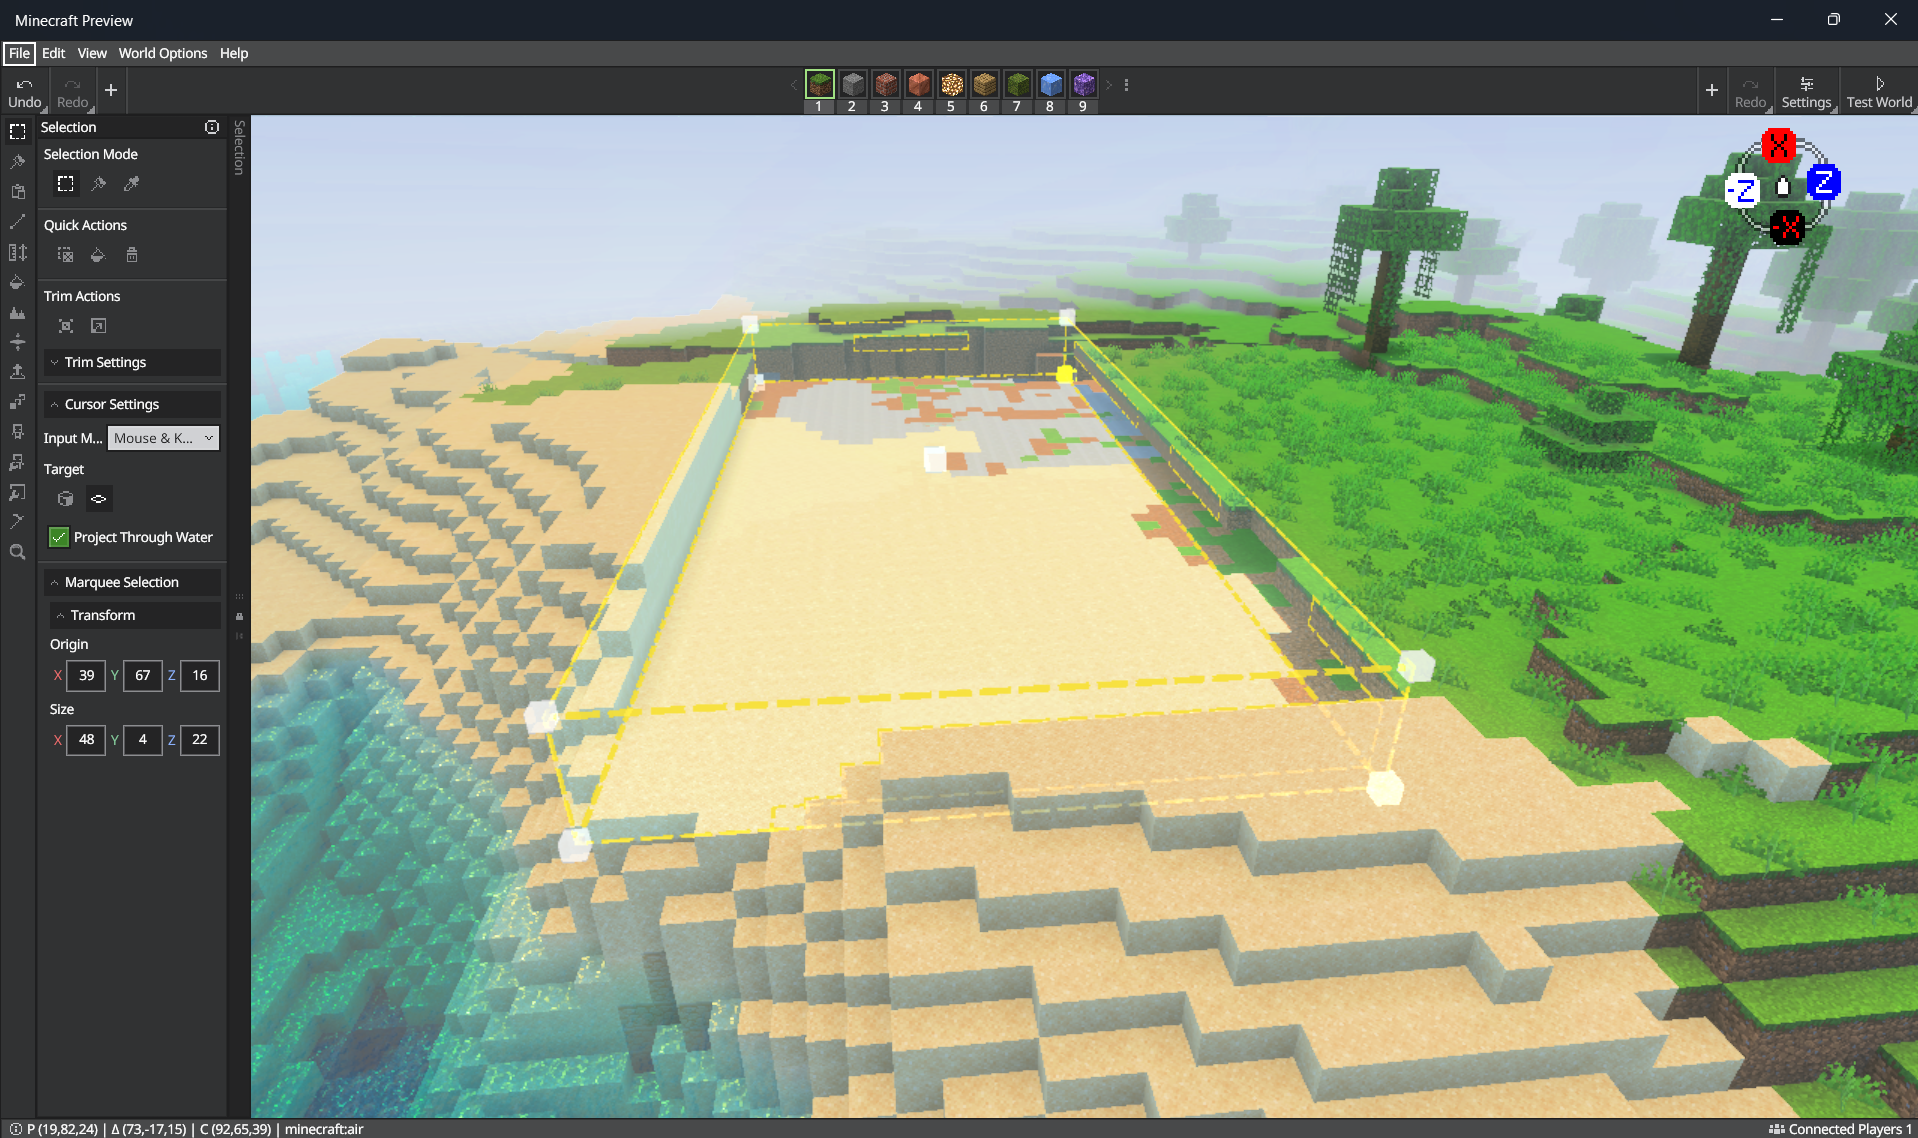 Minecraft Preview
File Edit View World Options Help
Undo Redo
1 2 3 4 5 6 7 8 9
Redo Settings Test World
Selection
Selection
Selection Mode
Quick Actions
Trim Actions
Trim Settings
Cursor Settings
Input M... Mouse & K...
Target
Project Through Water
Marquee Selection
Transform
Origin
X 39 Y 67 Z 16
Size
X 48 Y 4 Z 22
X
-Z Z
-X
P (19,82,24) | Δ (73,-17,15) | C (92,65,39) | minecraft:air
Connected Players 1